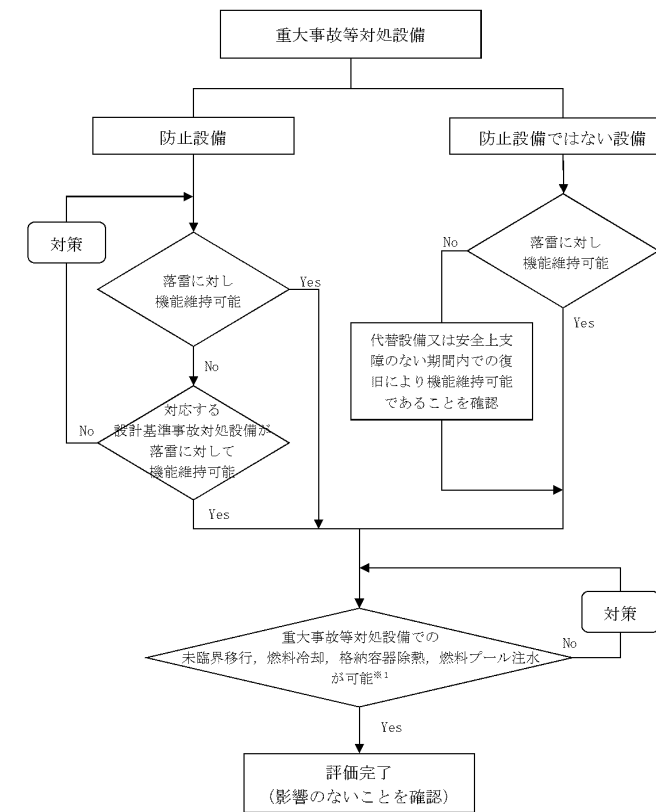 重大事故等対処設備
防止設備
防止設備ではない設備
対策
落雷に対し
機能維持可能
Yes
No
落雷に対し
機能維持可能
No
Yes
代替設備又は安全上支
障のない期間内での復
旧により機能維持可能
であることを確認
対応する
設計基準事故対処設備が
落雷に対して
機能維持可能
No
Yes
対策
重大事故等対処設備での
未臨界移行，燃料冷却，格納容器除熱，燃料プール注水
が可能※1
No
Yes
評価完了
（影響のないことを確認）